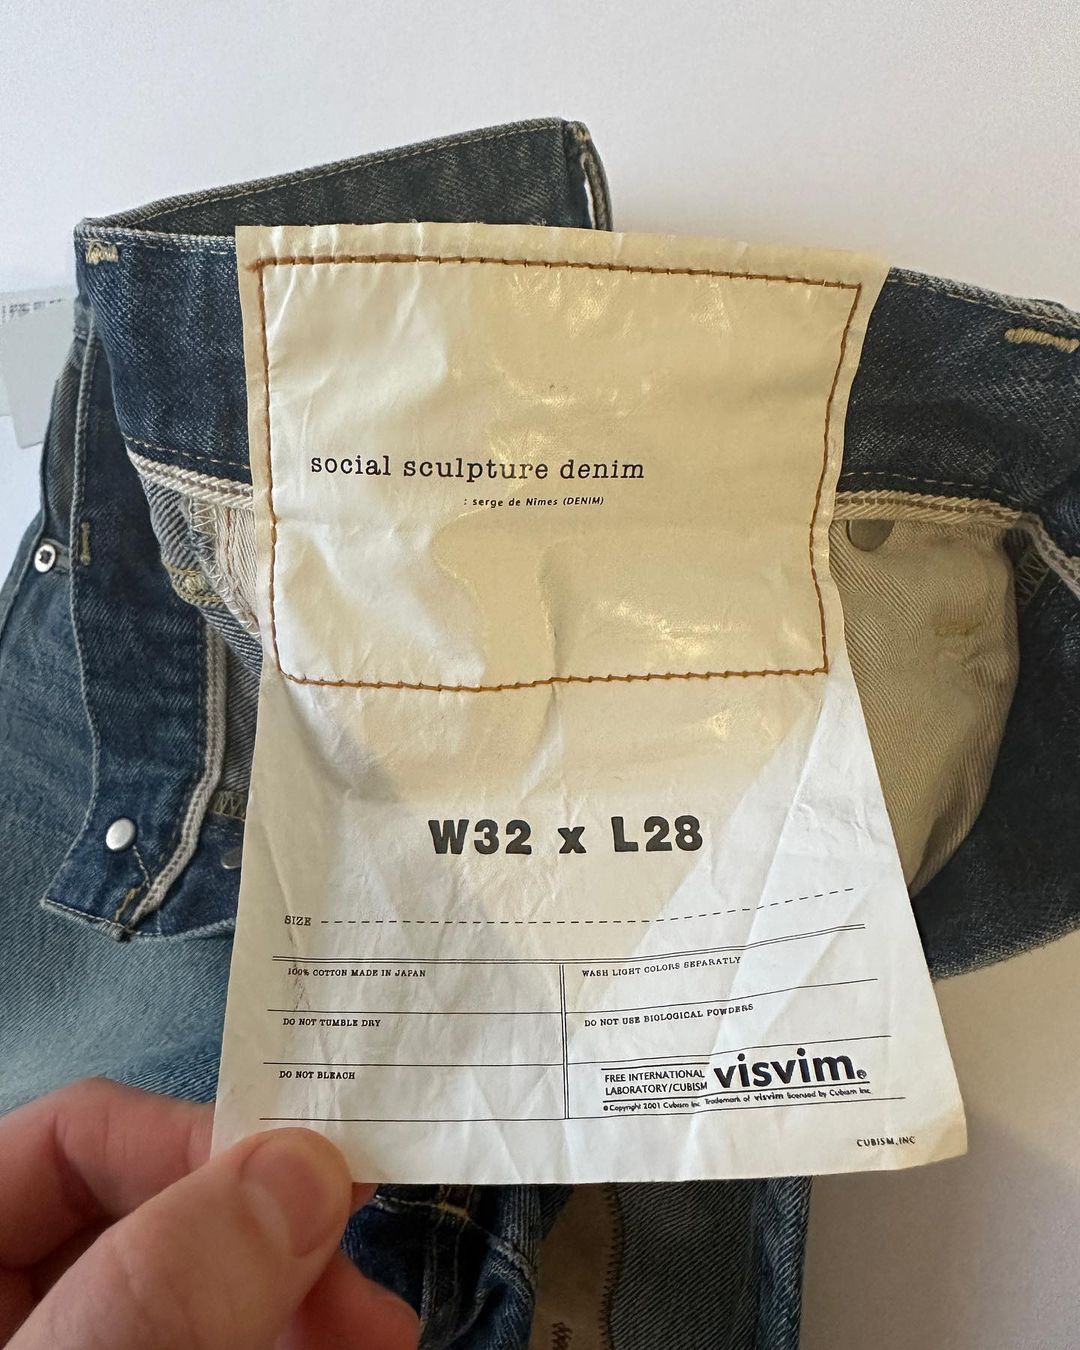 social sculpture denim
: serge de Nîmes (DENIM)
W32 x L28
SIZE
100% COTTON MADE IN JAPAN
WASH LIGHT COLORS SEPARATLY
DO NOT TUMBLE DRY
DO NOT USE BIOLOGICAL POWDERS
DO NOT BLEACH
FREE INTERNATIONAL
LABORATORY/CUBISM
visvim®
©Copyright 2001 Cubism Inc. Trademark of visvim licensed by Cubism Inc.
CUBISM, INC